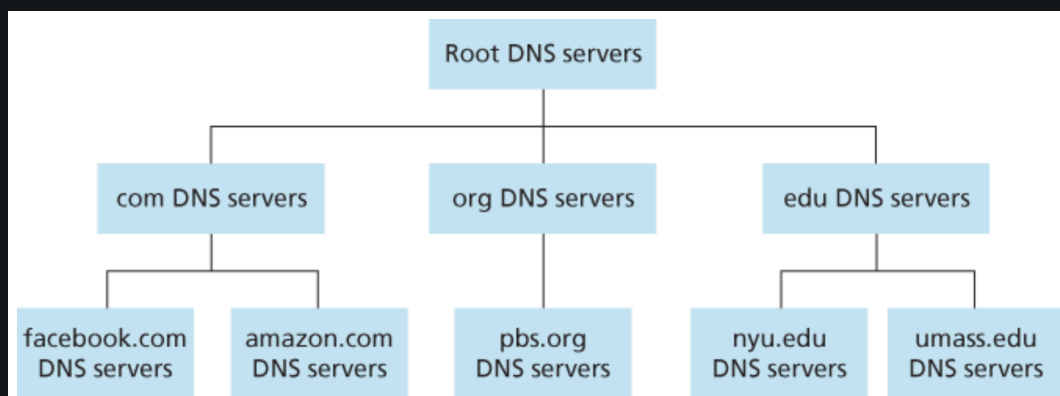 Root DNS servers
com DNS servers
org DNS servers
edu DNS servers
facebook.com
DNS servers
amazon.com
DNS servers
pbs.org
DNS servers
nyu.edu
DNS servers
umass.edu
DNS servers